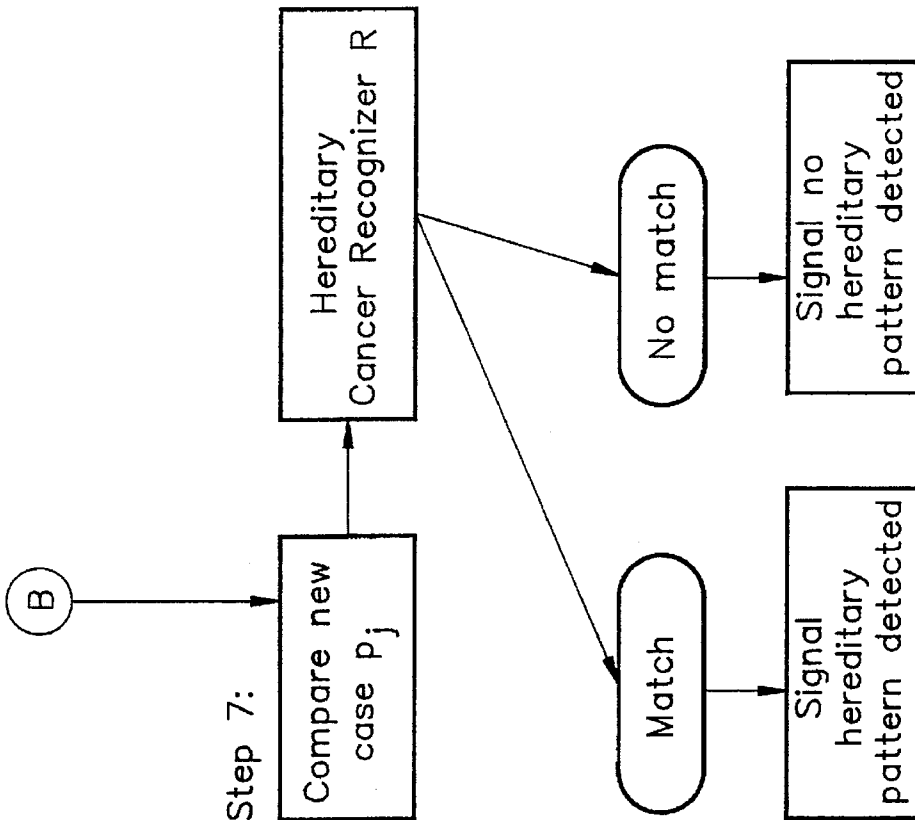 B
Step 7:
Compare new
case pj
Hereditary
Cancer Recognizer R
Match
No match
Signal
hereditary
pattern detected
Signal no
hereditary
pattern detected